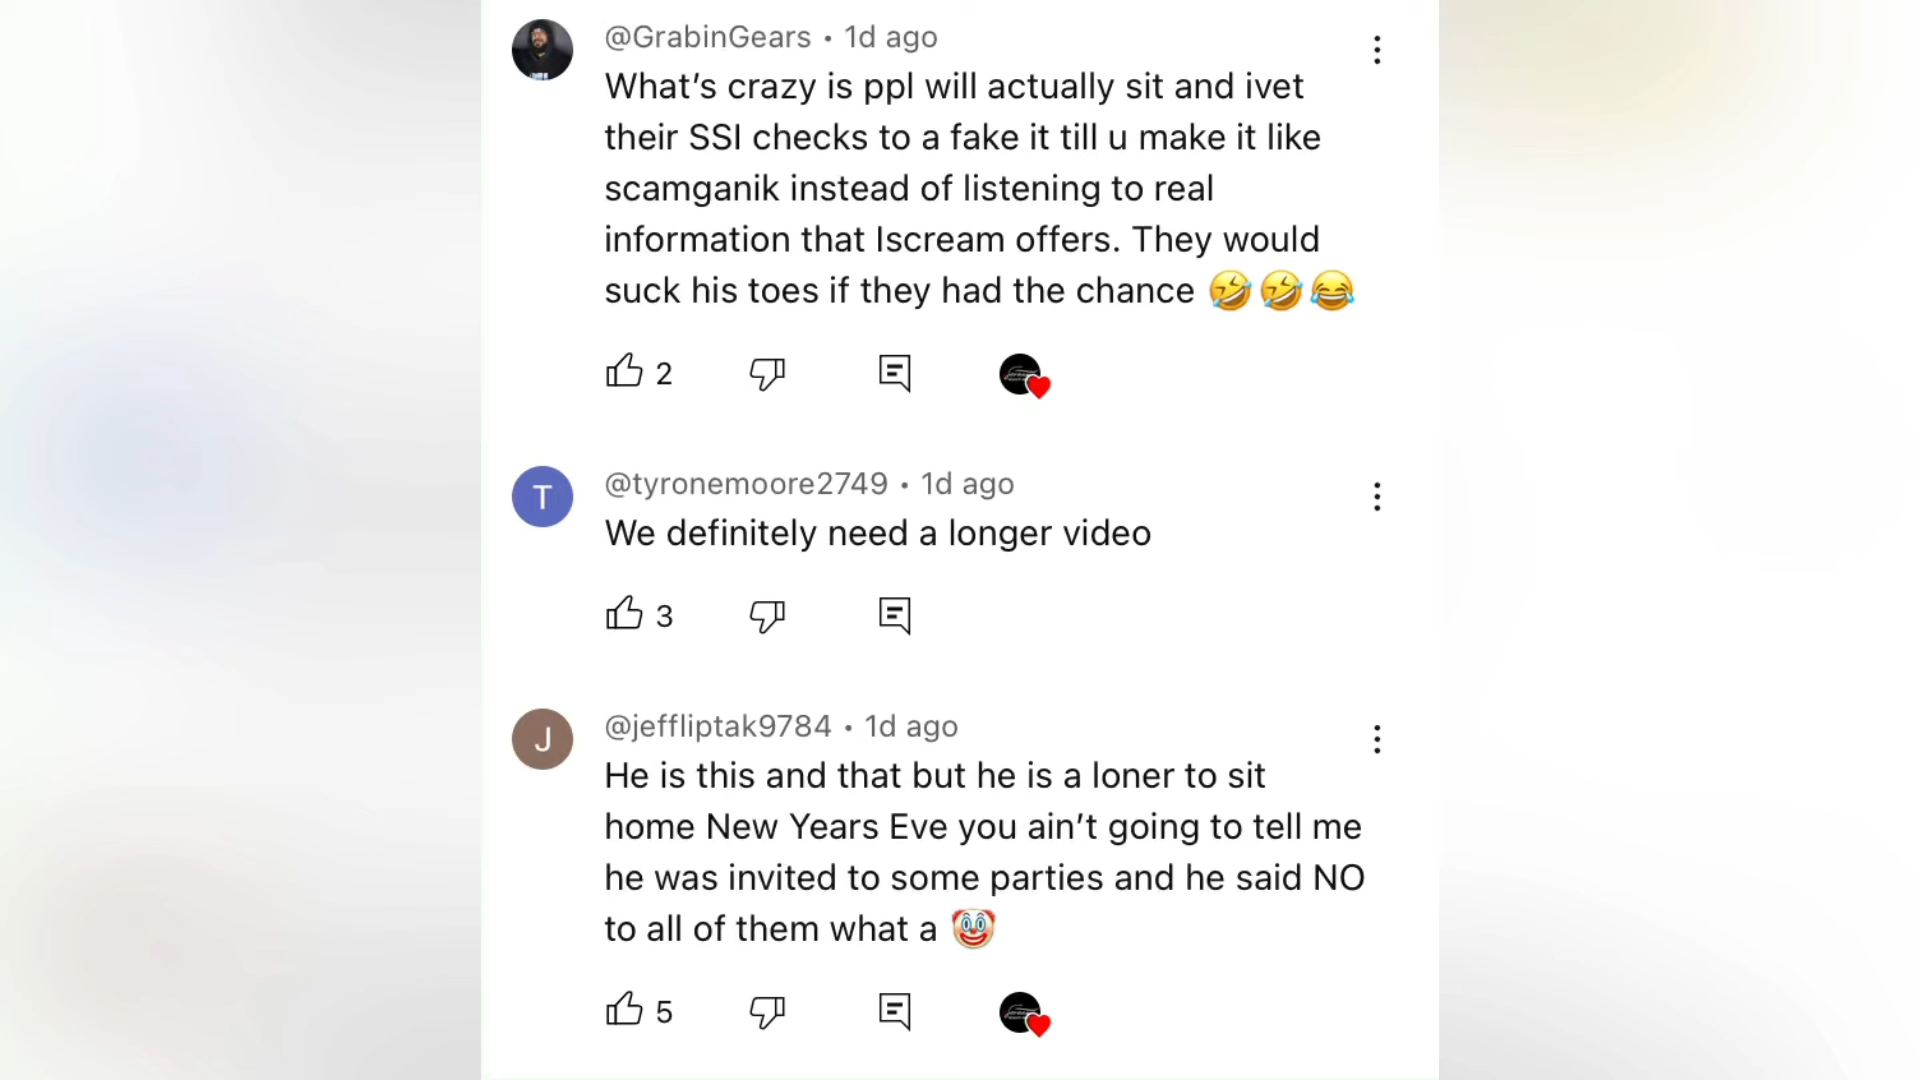 @GrabinGears • 1d ago
What’s crazy is ppl will actually sit and ivet
their SSI checks to a fake it till u make it like
scamganik instead of listening to real
information that Iscream offers. They would
suck his toes if they had the chance 🤣🤣😂
2
T
@tyronemoore2749 • 1d ago
We definitely need a longer video
3
J
@jeffliptak9784 • 1d ago
He is this and that but he is a loner to sit
home New Years Eve you ain’t going to tell me
he was invited to some parties and he said NO
to all of them what a 🤡
5